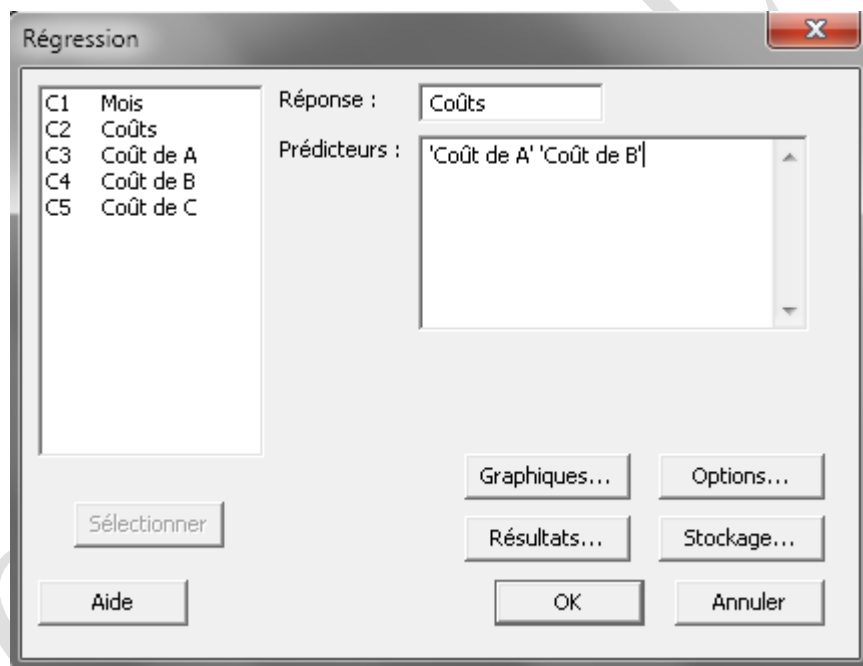 Régression
C1 Mois
C2 Coûts
C3 Coût de A
C4 Coût de B
C5 Coût de C
Réponse :
Coûts
Prédicteurs :
'Coût de A' 'Coût de B'
Graphiques...
Options...
Sélectionner
Résultats...
Stockage...
Aide
OK
Annuler